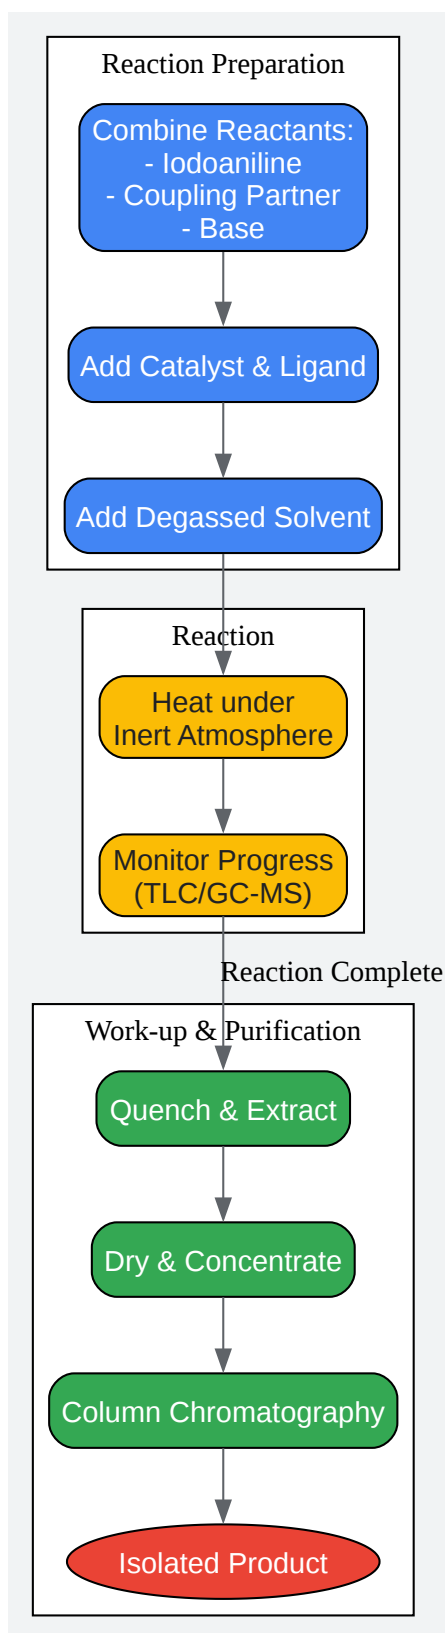 Reaction Preparation
Combine Reactants:
- Iodoaniline
- Coupling Partner
- Base
Add Catalyst & Ligand
Add Degassed Solvent
Reaction
Heat under
Inert Atmosphere
Monitor Progress
(TLC/GC-MS)
Reaction Complete
Work-up & Purification
Quench & Extract
Dry & Concentrate
Column Chromatography
Isolated Product